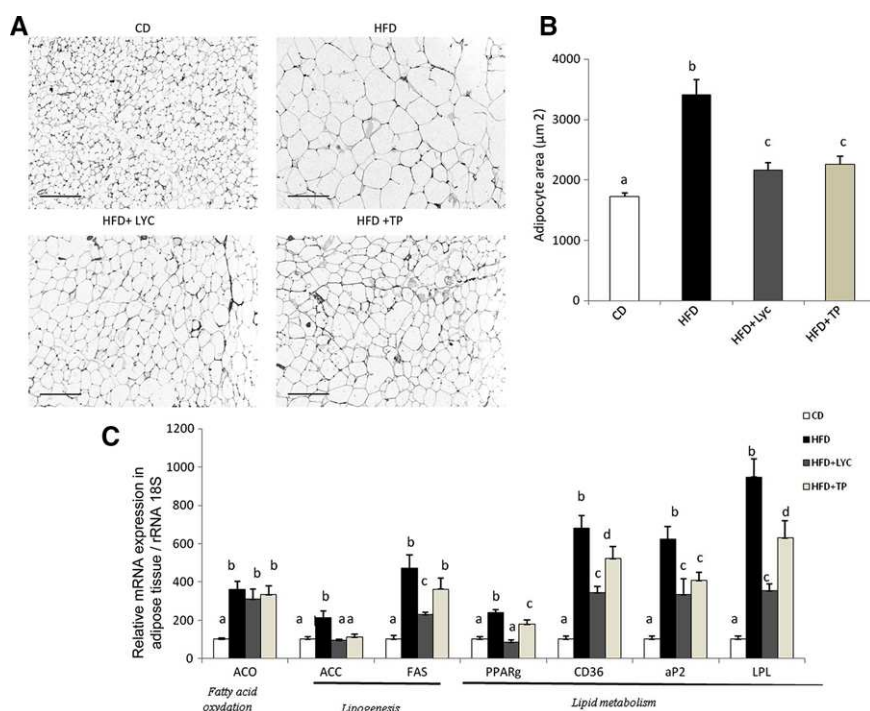 A
CD
HFD
HFD+ LYC
HFD +TP
B
Adipocyte area (µm 2)
4000
3000
2000
1000
0
a
b
c
c
CD
HFD
HFD+Lyc
HFD+TP
C
Relative mRNA expression in
adipose tissue / rRNA 18S
1200
1000
800
600
400
200
0
CD
HFD
HFD+LYC
HFD+TP
a b b b
a b a a
a b c b
a b a c
a b c d
a b c c
a b c d
ACO ACC FAS PPARg CD36 aP2 LPL
Fatty acid
oxydation
Lipogenesis
Lipid metabolism